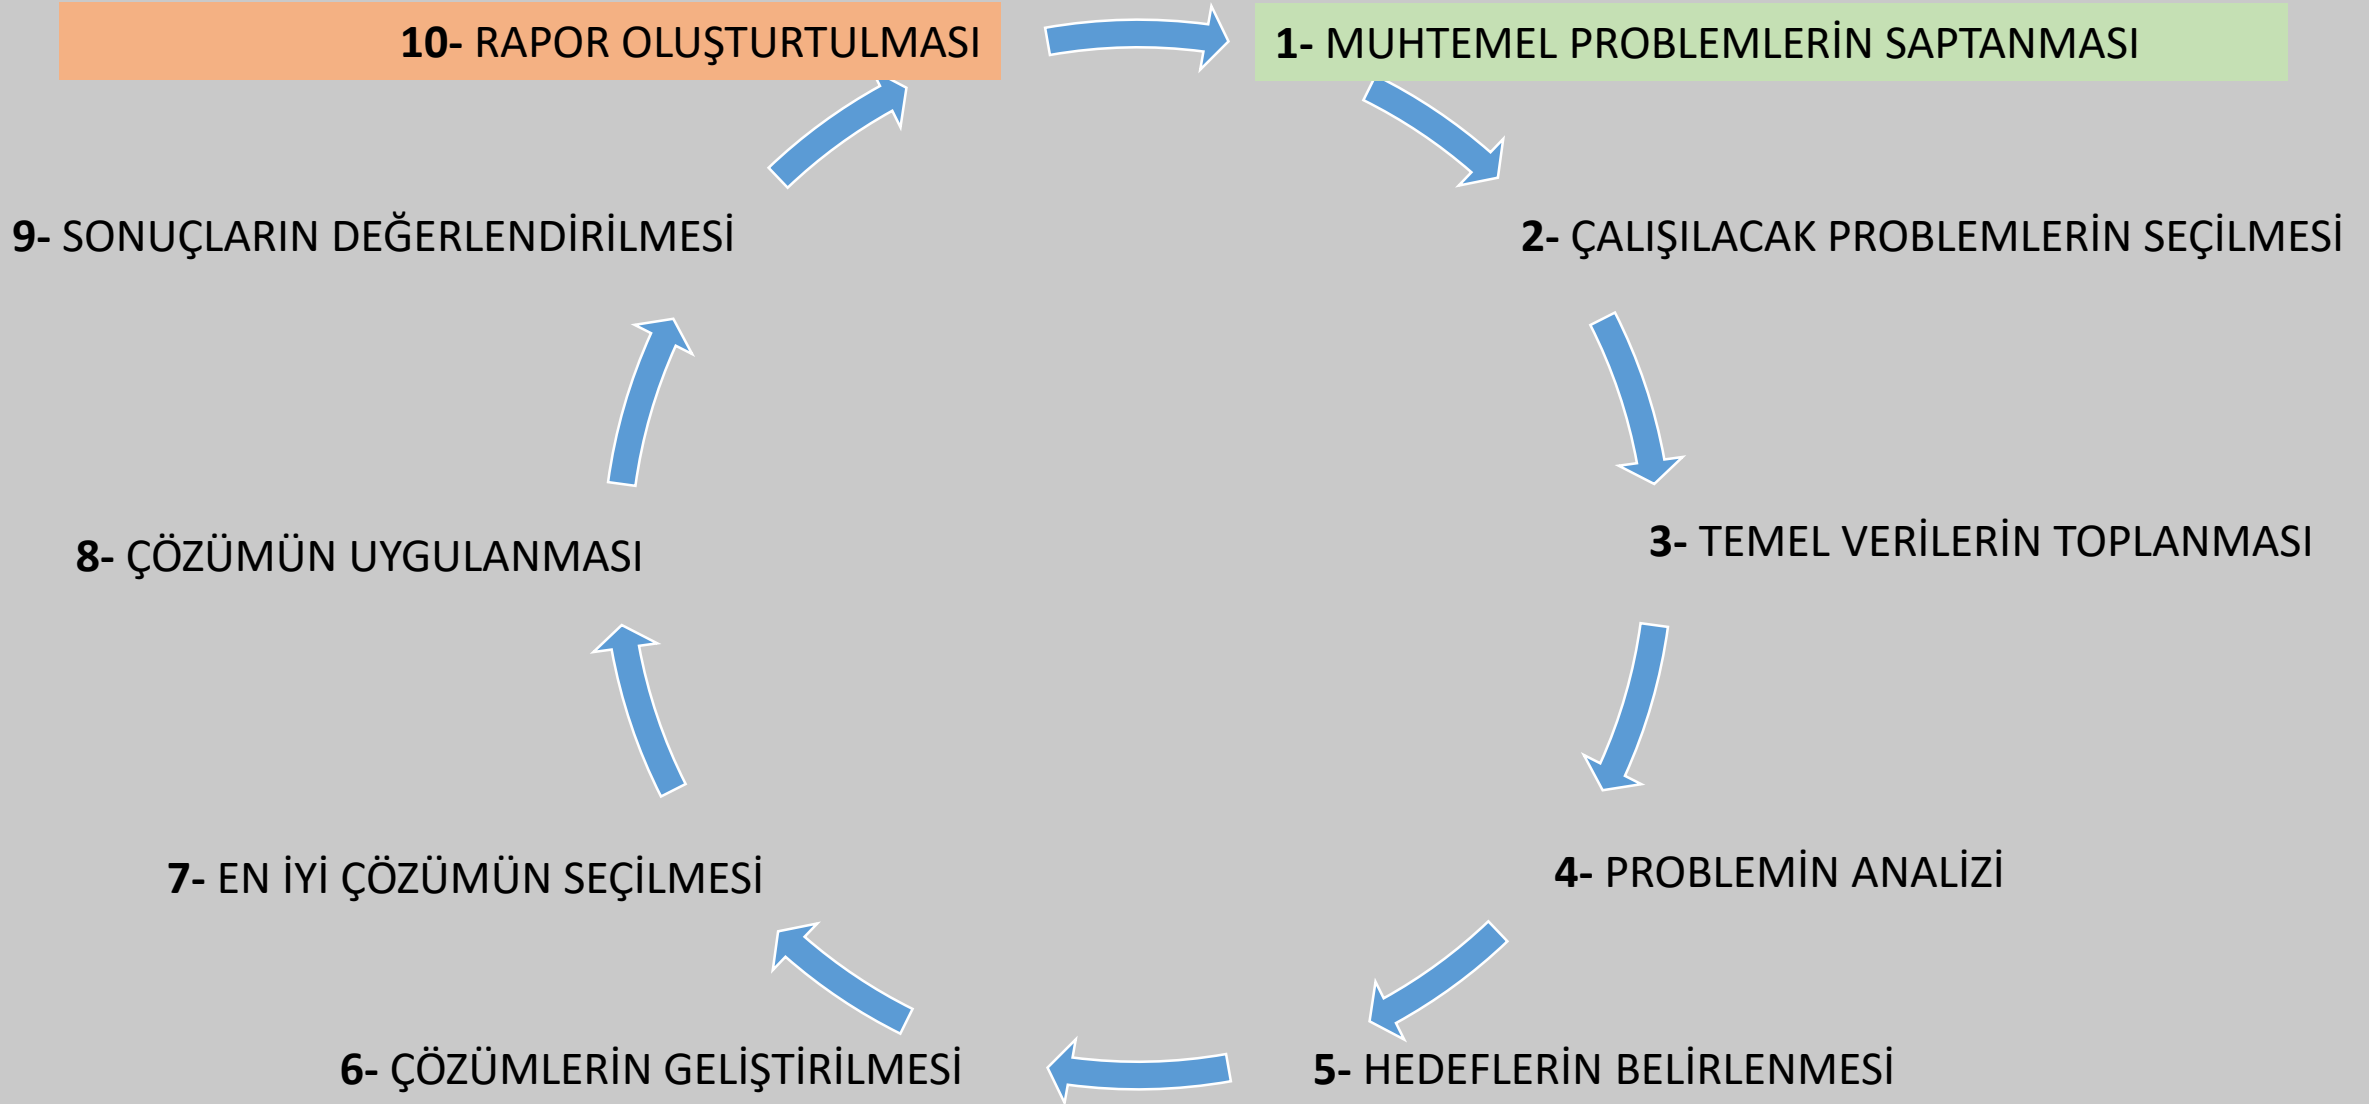 1- MUHTEMEL PROBLEMLERİN SAPTANMASI
2- ÇALIŞILACAK PROBLEMLERİN SEÇİLMESİ
3- TEMEL VERİLERİN TOPLANMASI
4- PROBLEMİN ANALİZİ
5- HEDEFLERİN BELİRLENMESİ
6- ÇÖZÜMLERİN GELİŞTİRİLMESİ
7- EN İYİ ÇÖZÜMÜN SEÇİLMESİ
8- ÇÖZÜMÜN UYGULANMASI
9- SONUÇLARIN DEĞERLENDİRİLMESİ
10- RAPOR OLUŞTURTULMASI